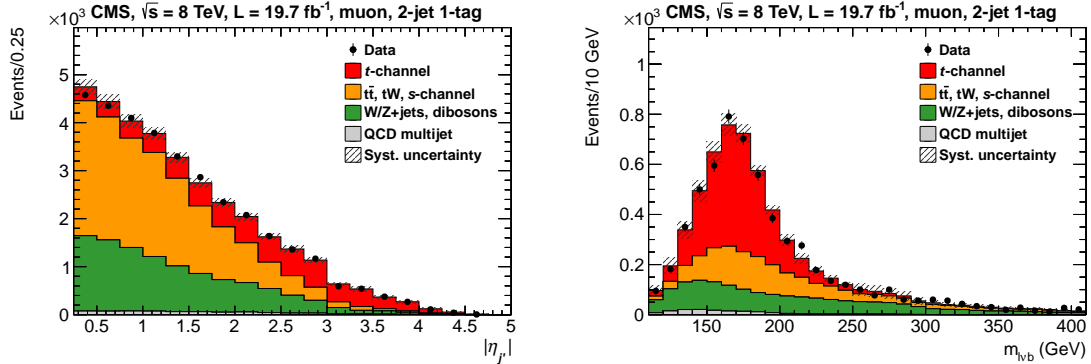 ×10³ CMS, √s = 8 TeV, L = 19.7 fb⁻¹, muon, 2-jet 1-tag
Events/0.25
6
5
4
3
2
1
0
Data
t-channel
tt̄, tW, s-channel
W/Z+jets, dibosons
QCD multijet
Syst. uncertainty
0.5 1 1.5 2 2.5 3 3.5 4 4.5 5
|η_j'|
×10³ CMS, √s = 8 TeV, L = 19.7 fb⁻¹, muon, 2-jet 1-tag
Events/10 GeV
1
0.8
0.6
0.4
0.2
0
Data
t-channel
tt̄, tW, s-channel
W/Z+jets, dibosons
QCD multijet
Syst. uncertainty
150 200 250 300 350 400
m_lνb (GeV)